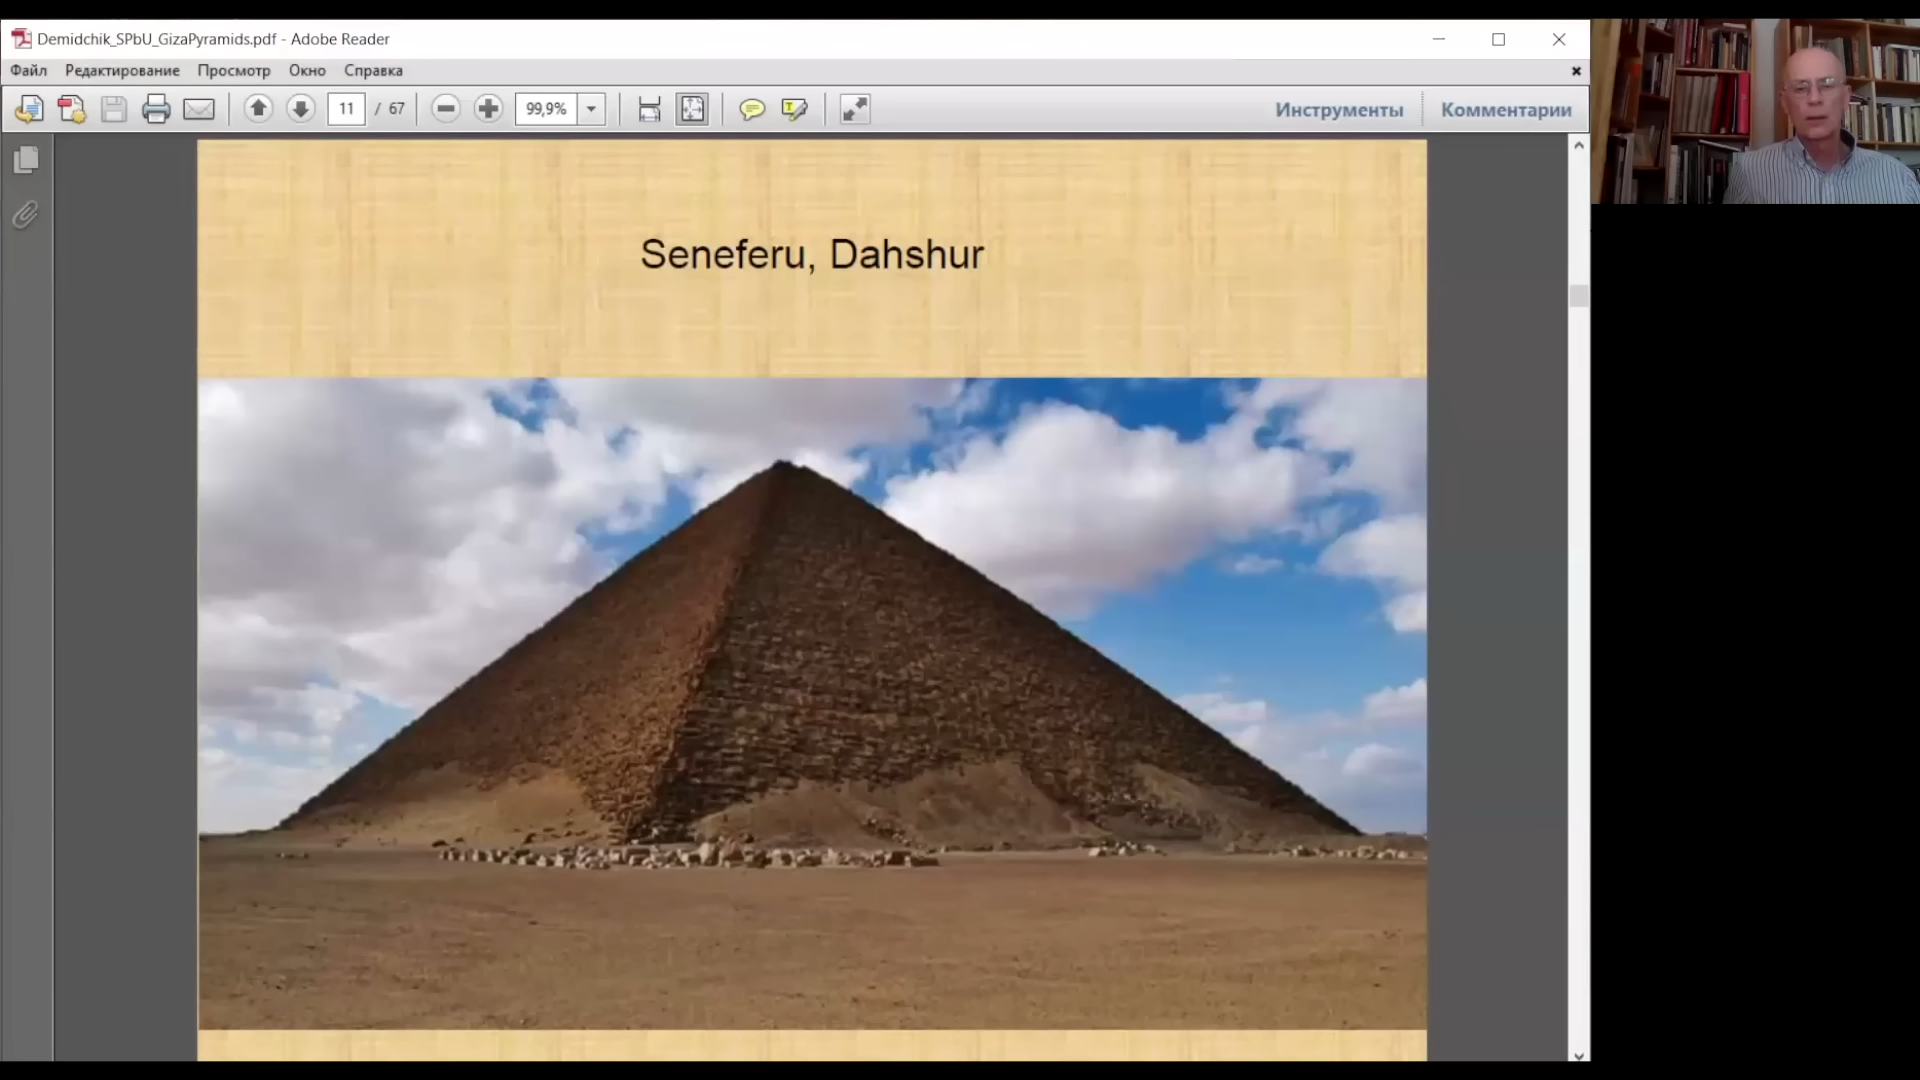 Demidchik_SPbU_GizaPyramids.pdf - Adobe Reader
Файл Редактирование Просмотр Окно Справка
11 / 67 99,9% Инструменты Комментарии
Seneferu, Dahshur